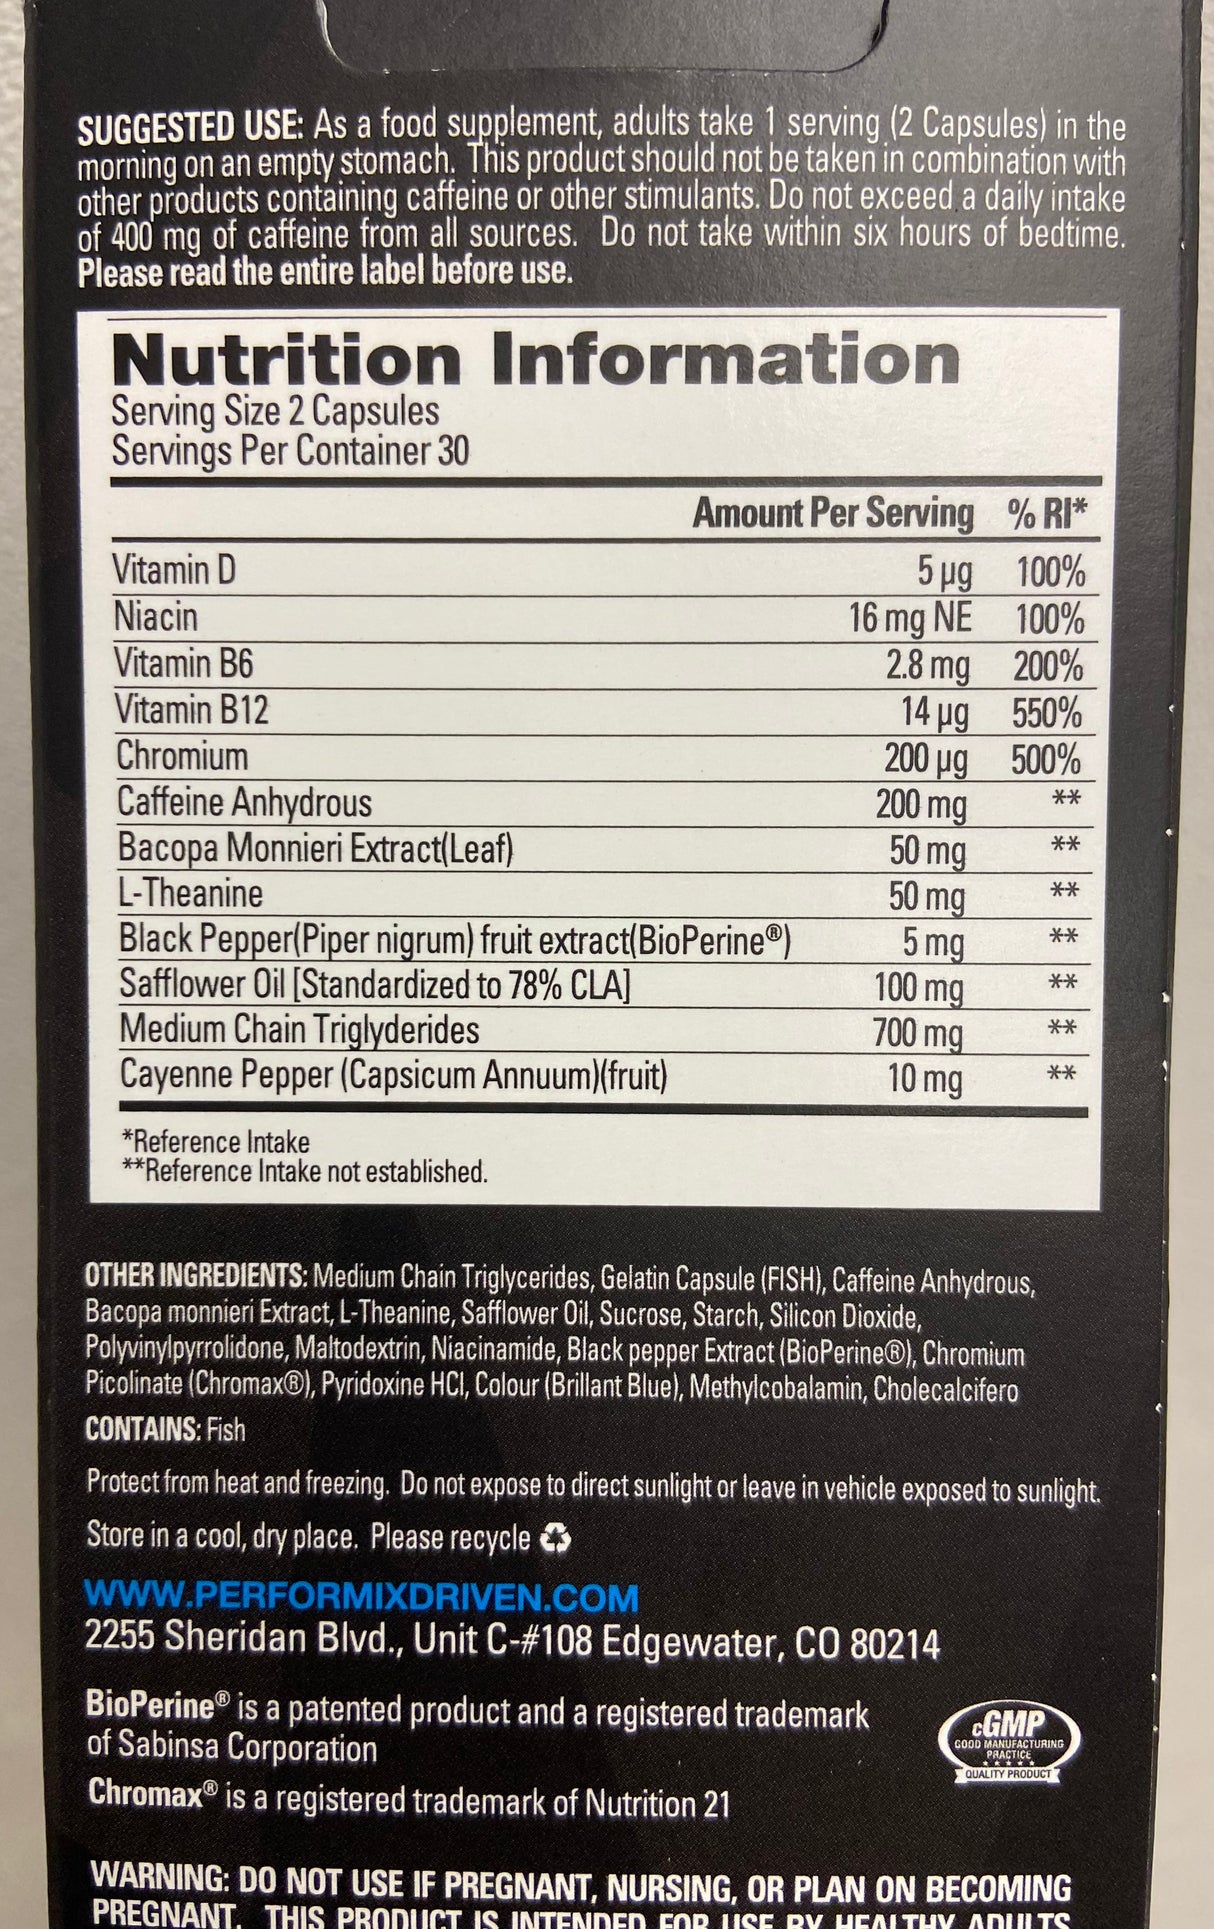 SUGGESTED USE: As a food supplement, adults take 1 serving (2 Capsules) in the
morning on an empty stomach. This product should not be taken in combination with
other products containing caffeine or other stimulants. Do not exceed a daily intake
of 400 mg of caffeine from all sources. Do not take within six hours of bedtime.
Please read the entire label before use.
Nutrition Information
Serving Size 2 Capsules
Servings Per Container 30
Amount Per Serving % RI*
Vitamin D 5 µg 100%
Niacin 16 mg NE 100%
Vitamin B6 2.8 mg 200%
Vitamin B12 14 µg 550%
Chromium 200 µg 500%
Caffeine Anhydrous 200 mg **
Bacopa Monnieri Extract(Leaf) 50 mg **
L-Theanine 50 mg **
Black Pepper(Piper nigrum) fruit extract(BioPerine®) 5 mg **
Safflower Oil [Standardized to 78% CLA] 100 mg **
Medium Chain Triglyderides 700 mg **
Cayenne Pepper (Capsicum Annuum)(fruit) 10 mg **
*Reference Intake
**Reference Intake not established.
OTHER INGREDIENTS: Medium Chain Triglycerides, Gelatin Capsule (FISH), Caffeine Anhydrous,
Bacopa monnieri Extract, L-Theanine, Safflower Oil, Sucrose, Starch, Silicon Dioxide,
Polyvinylpyrrolidone, Maltodextrin, Niacinamide, Black pepper Extract (BioPerine®), Chromium
Picolinate (Chromax®), Pyridoxine HCl, Colour (Brillant Blue), Methylcobalamin, Cholecalcifero
CONTAINS: Fish
Protect from heat and freezing. Do not expose to direct sunlight or leave in vehicle exposed to sunlight.
Store in a cool, dry place. Please recycle
WWW.PERFORMIXDRIVEN.COM
2255 Sheridan Blvd., Unit C-#108 Edgewater, CO 80214
BioPerine® is a patented product and a registered trademark
of Sabinsa Corporation
Chromax® is a registered trademark of Nutrition 21
cGMP
GOOD MANUFACTURING
PRACTICE
QUALITY PRODUCT
WARNING: DO NOT USE IF PREGNANT, NURSING, OR PLAN ON BECOMING
PREGNANT. THIS PRODUCT IS INTENDED FOR USE BY HEALTHY ADULTS